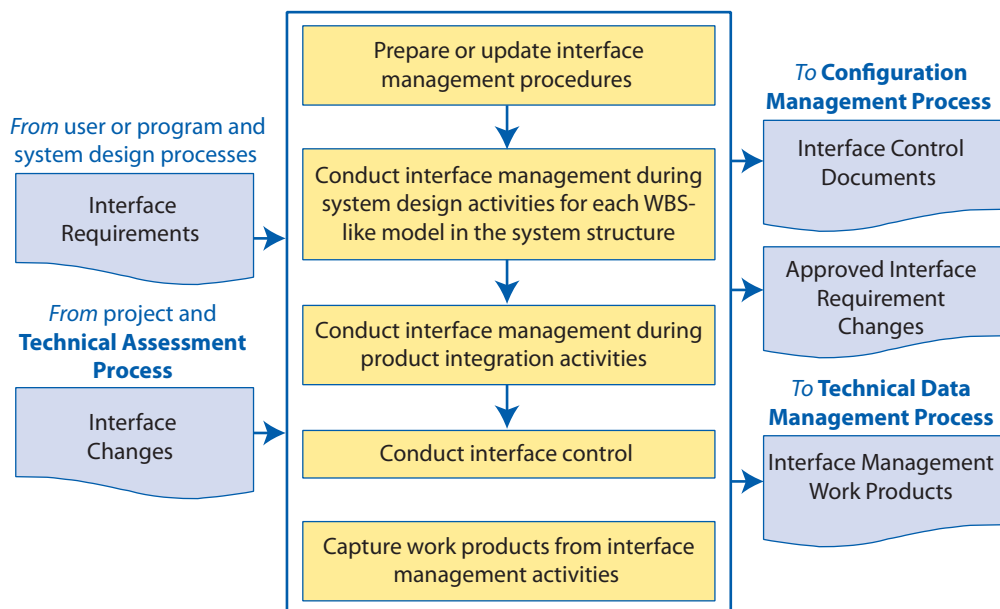 From user or program and
system design processes
Interface
Requirements
From project and
Technical Assessment
Process
Interface
Changes
Prepare or update interface
management procedures
Conduct interface management during
system design activities for each WBS-
like model in the system structure
Conduct interface management during
product integration activities
Conduct interface control
Capture work products from interface
management activities
To Configuration
Management Process
Interface Control
Documents
Approved Interface
Requirement
Changes
To Technical Data
Management Process
Interface Management
Work Products